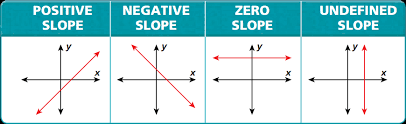 POSITIVE SLOPE
NEGATIVE SLOPE
ZERO SLOPE
UNDEFINED SLOPE
y
x
y
x
y
x
y
x